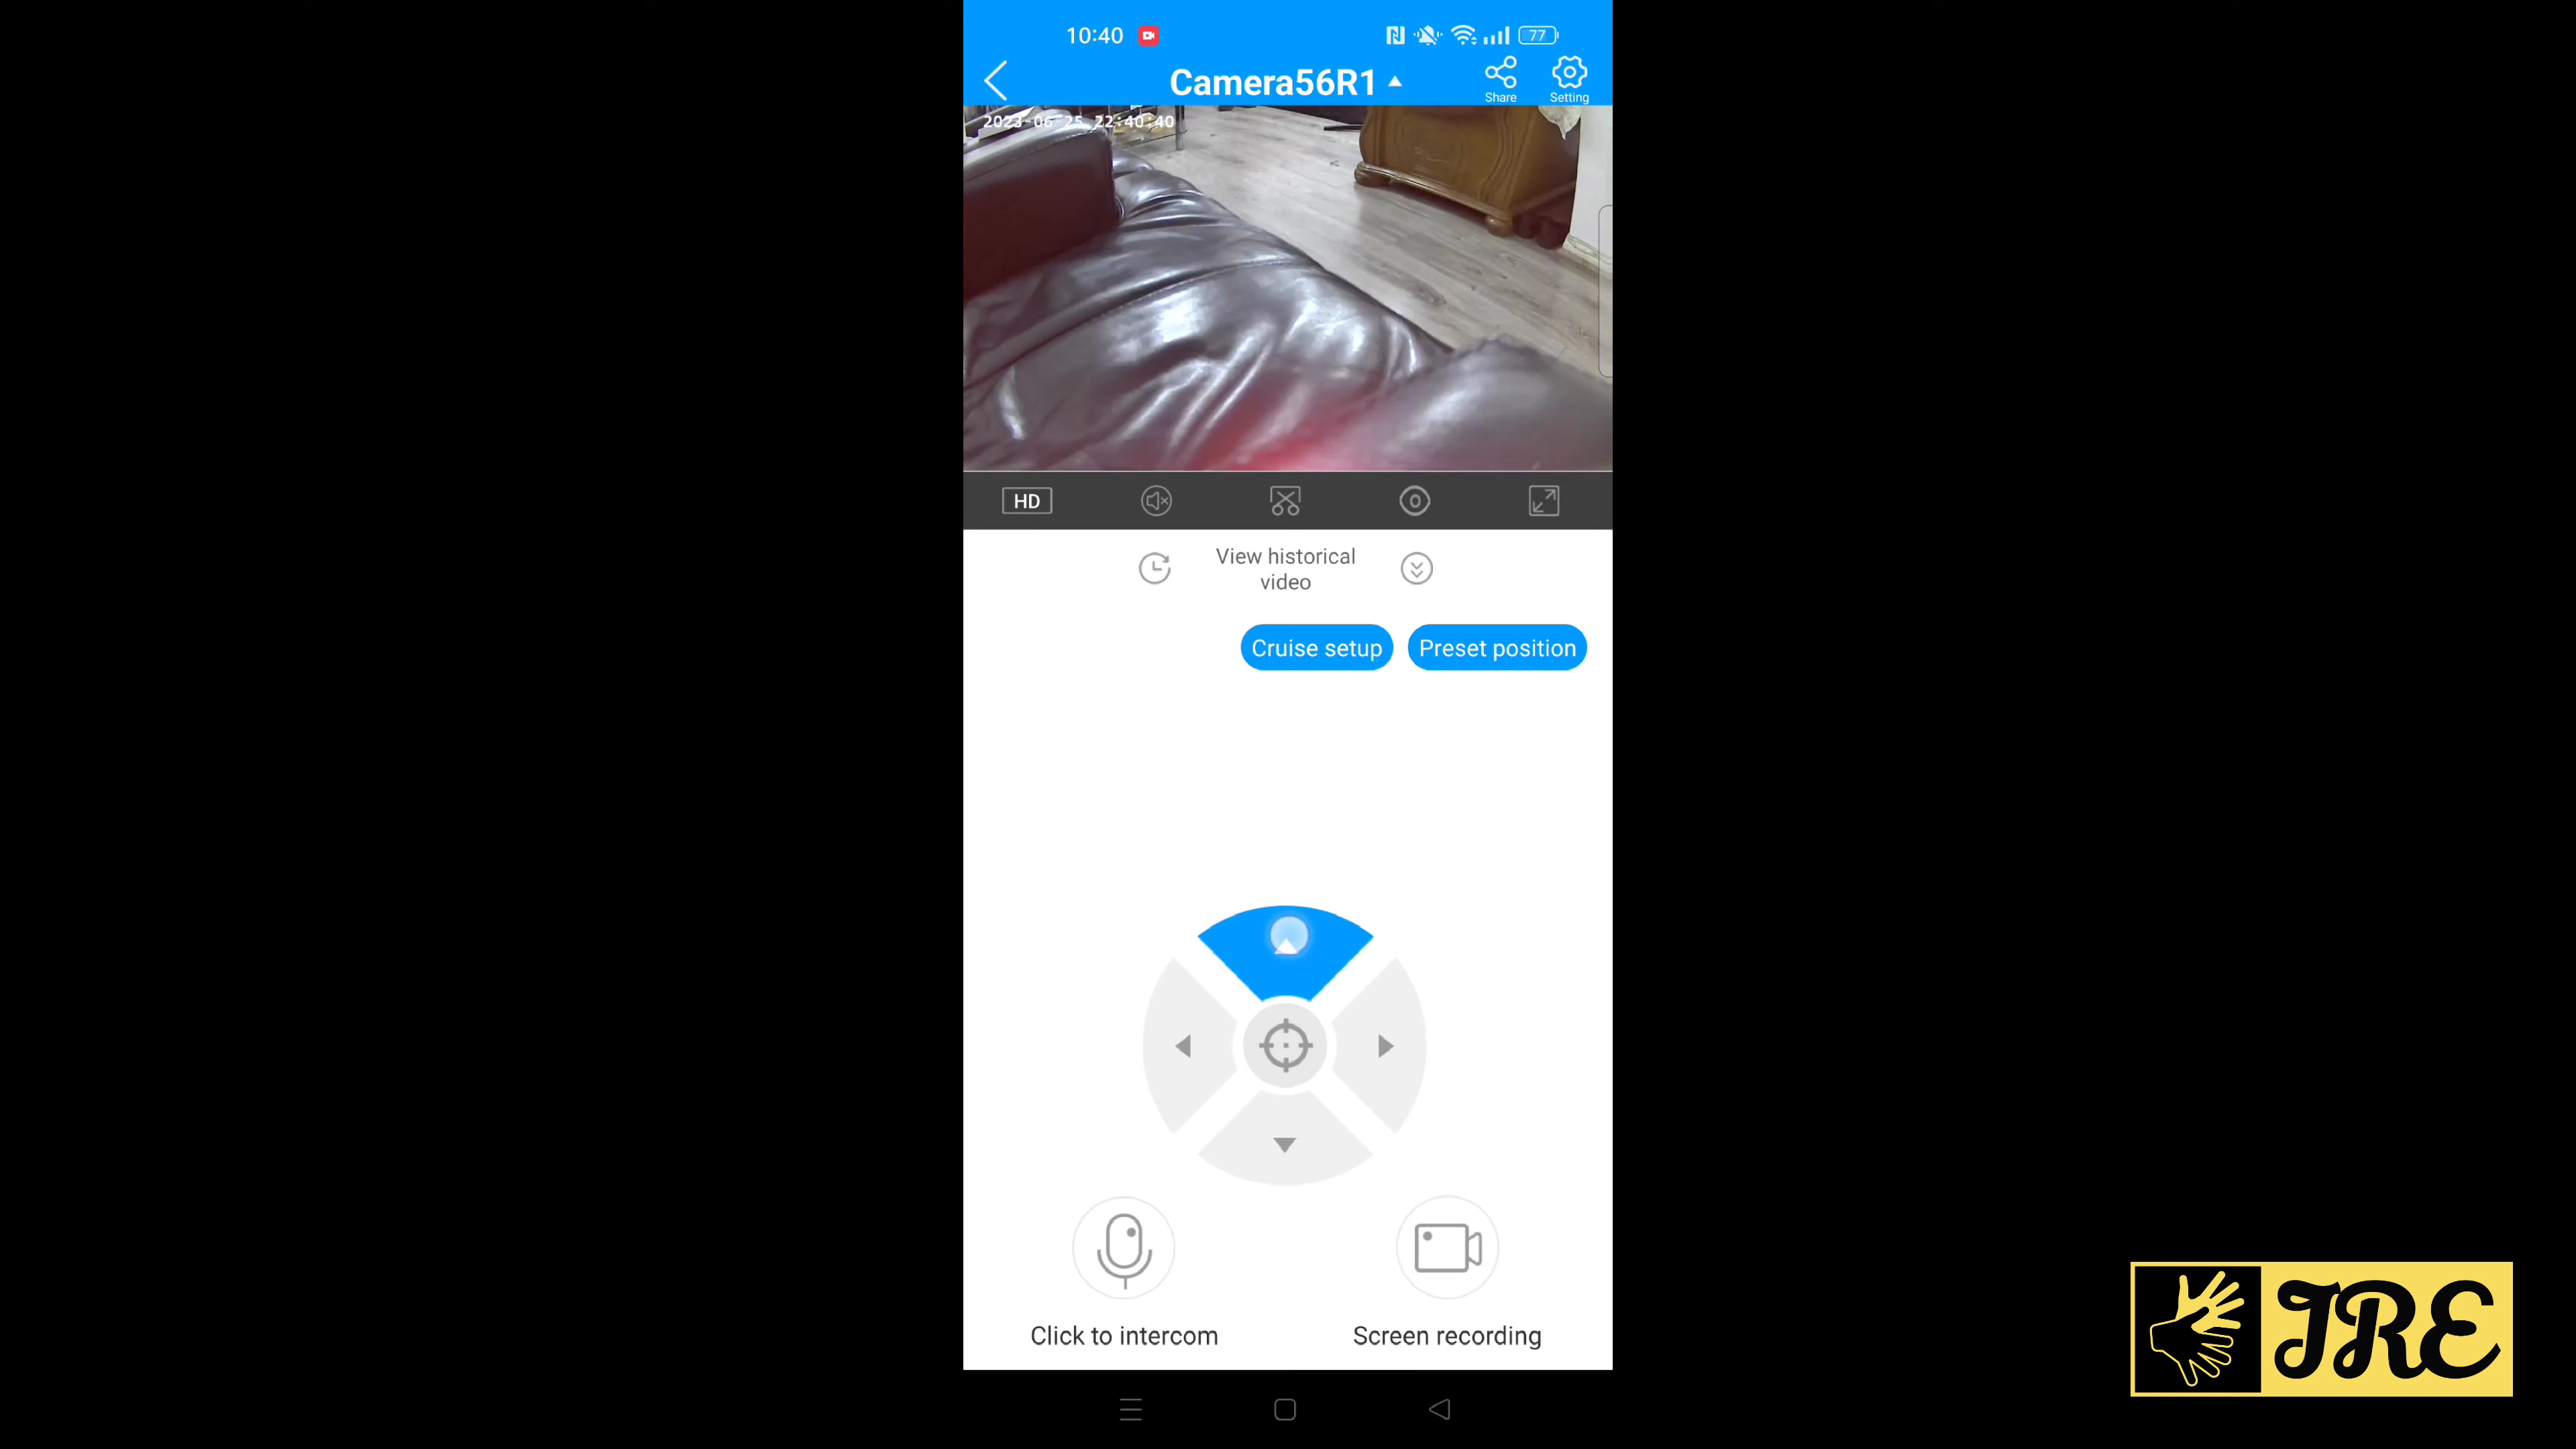 10:40
77
Camera56R1
Share
Setting
2023-06-25 22:40:40
HD
View historical
video
Cruise setup
Preset position
Click to intercom
Screen recording
JRE